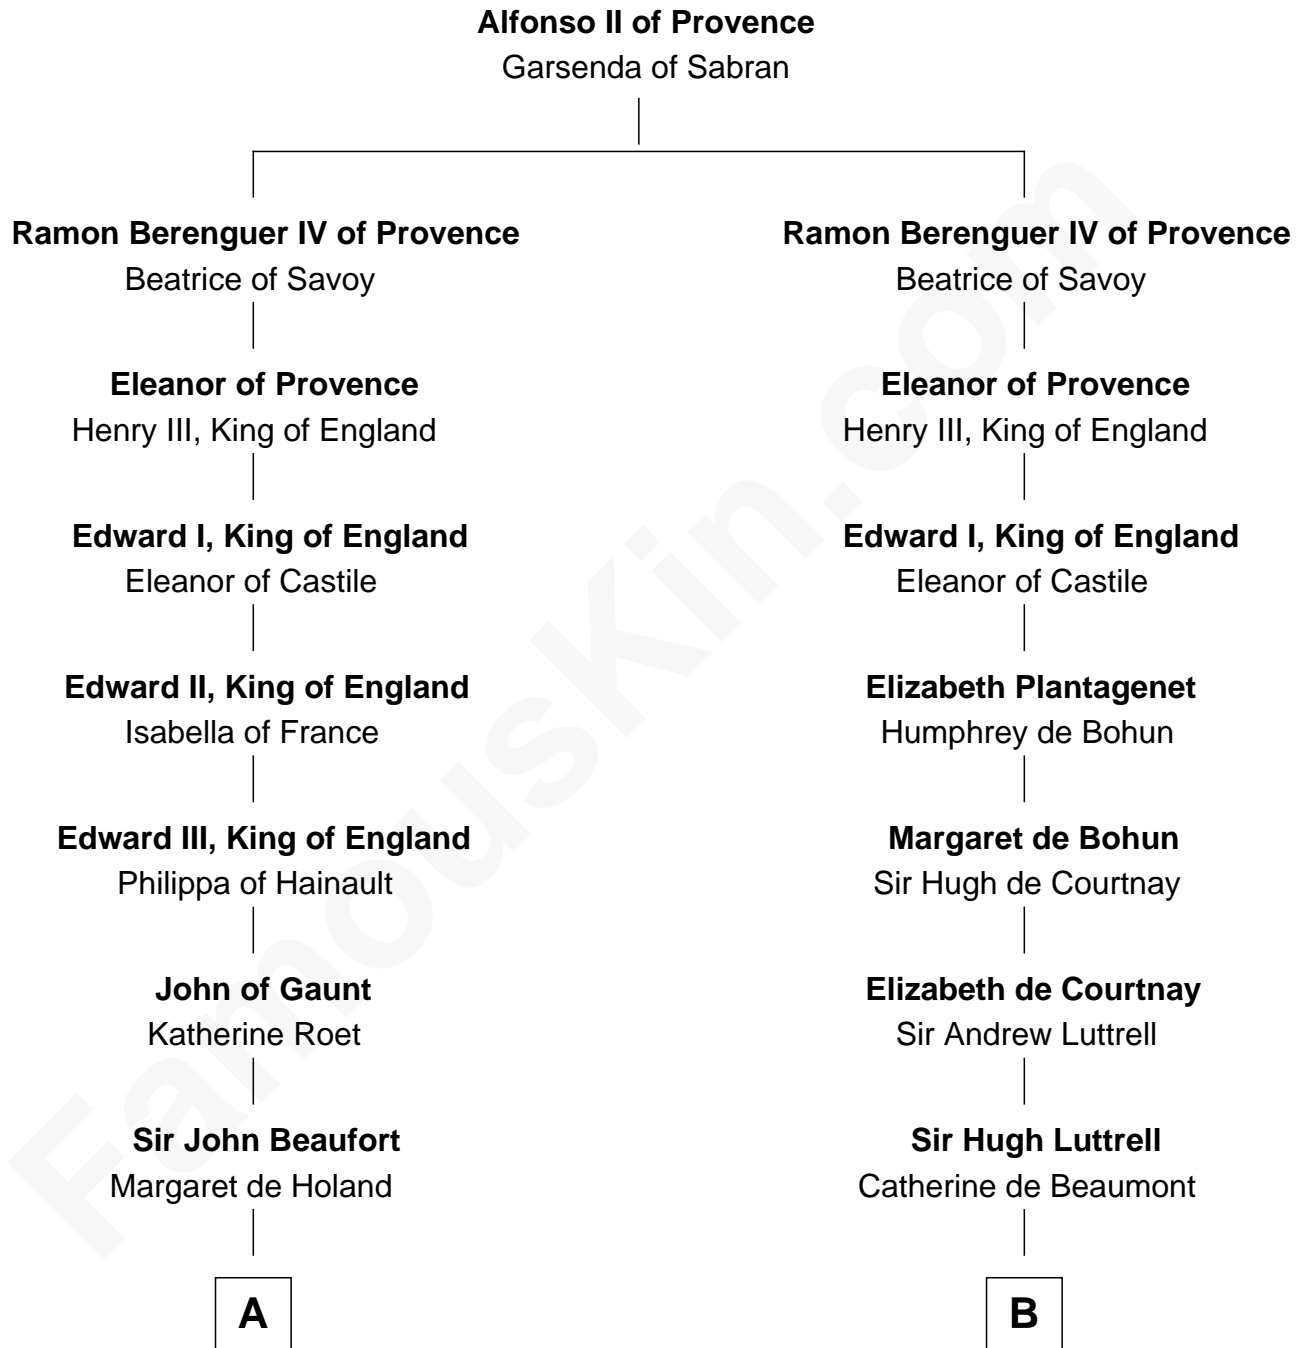 Alfonso II of Provence
Garsenda of Sabran
Ramon Berenguer IV of Provence
Beatrice of Savoy
Eleanor of Provence
Henry III, King of England
Edward I, King of England
Eleanor of Castile
Edward II, King of England
Isabella of France
Edward III, King of England
Philippa of Hainault
John of Gaunt
Katherine Roet
Sir John Beaufort
Margaret de Holand
A
Ramon Berenguer IV of Provence
Beatrice of Savoy
Eleanor of Provence
Henry III, King of England
Edward I, King of England
Eleanor of Castile
Elizabeth Plantagenet
Humphrey de Bohun
Margaret de Bohun
Sir Hugh de Courtnay
Elizabeth de Courtnay
Sir Andrew Luttrell
Sir Hugh Luttrell
Catherine de Beaumont
B
FamousKin.com